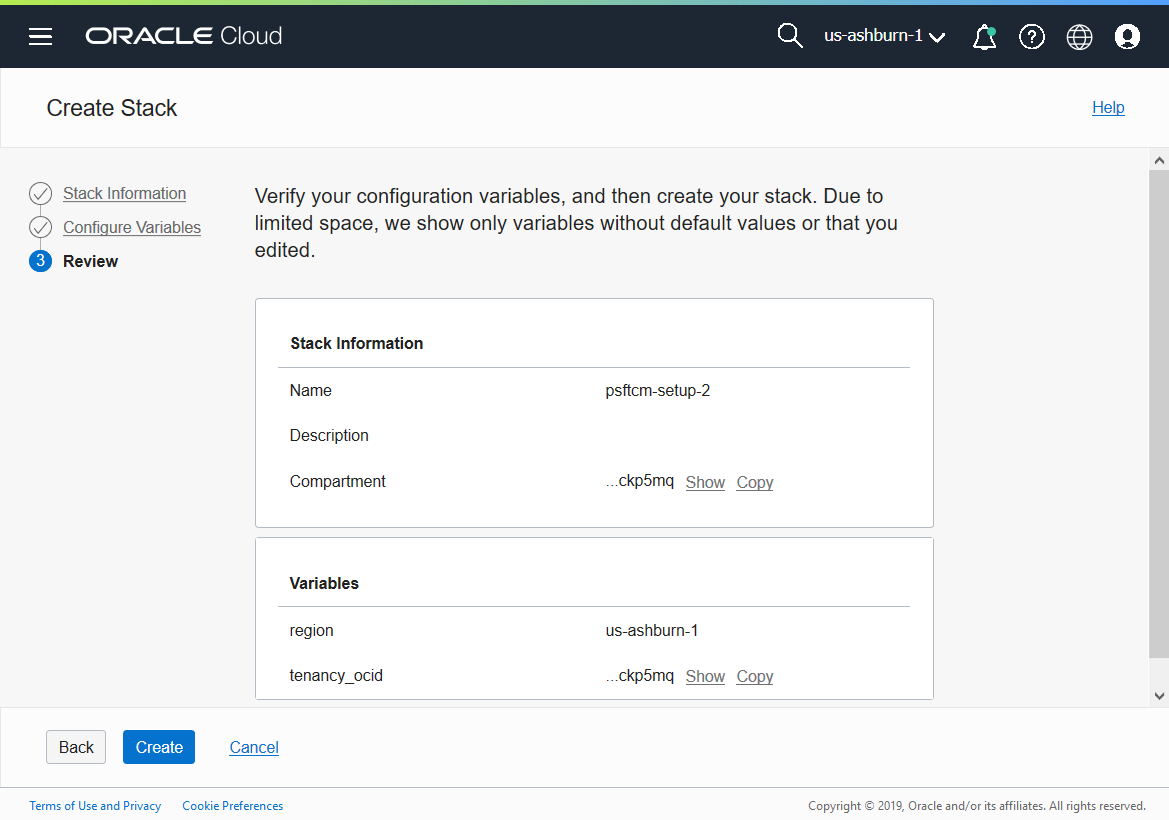 ORACLE Cloud
us-ashburn-1
Create Stack
Help
Stack Information
Configure Variables
3 Review
Verify your configuration variables, and then create your stack. Due to
limited space, we show only variables without default values or that you
edited.
Stack Information
Name psftcm-setup-2
Description
Compartment ...ckp5mq Show Copy
Variables
region us-ashburn-1
tenancy_ocid ...ckp5mq Show Copy
Back Create Cancel
Terms of Use and Privacy Cookie Preferences Copyright © 2019, Oracle and/or its affiliates. All rights reserved.